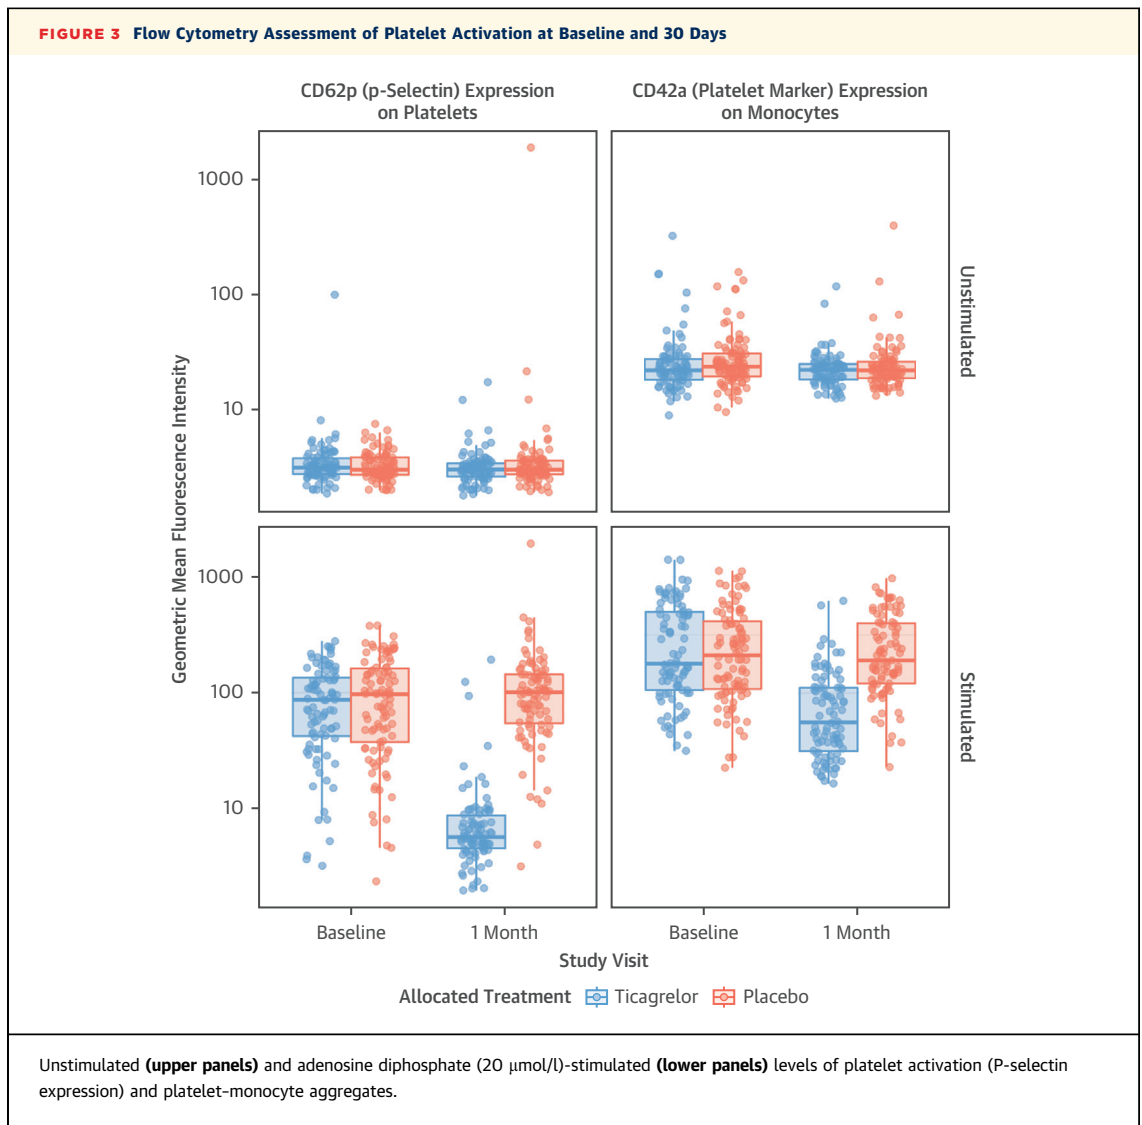 FIGURE 3 Flow Cytometry Assessment of Platelet Activation at Baseline and 30 Days
CD62p (p-Selectin) Expression
on Platelets
CD42a (Platelet Marker) Expression
on Monocytes
Geometric Mean Fluorescence Intensity
1000
100
10
Unstimulated
1000
100
10
Stimulated
Baseline
1 Month
Baseline
1 Month
Study Visit
Allocated Treatment Ticagrelor Placebo
Unstimulated (upper panels) and adenosine diphosphate (20 μmol/l)-stimulated (lower panels) levels of platelet activation (P-selectin
expression) and platelet–monocyte aggregates.